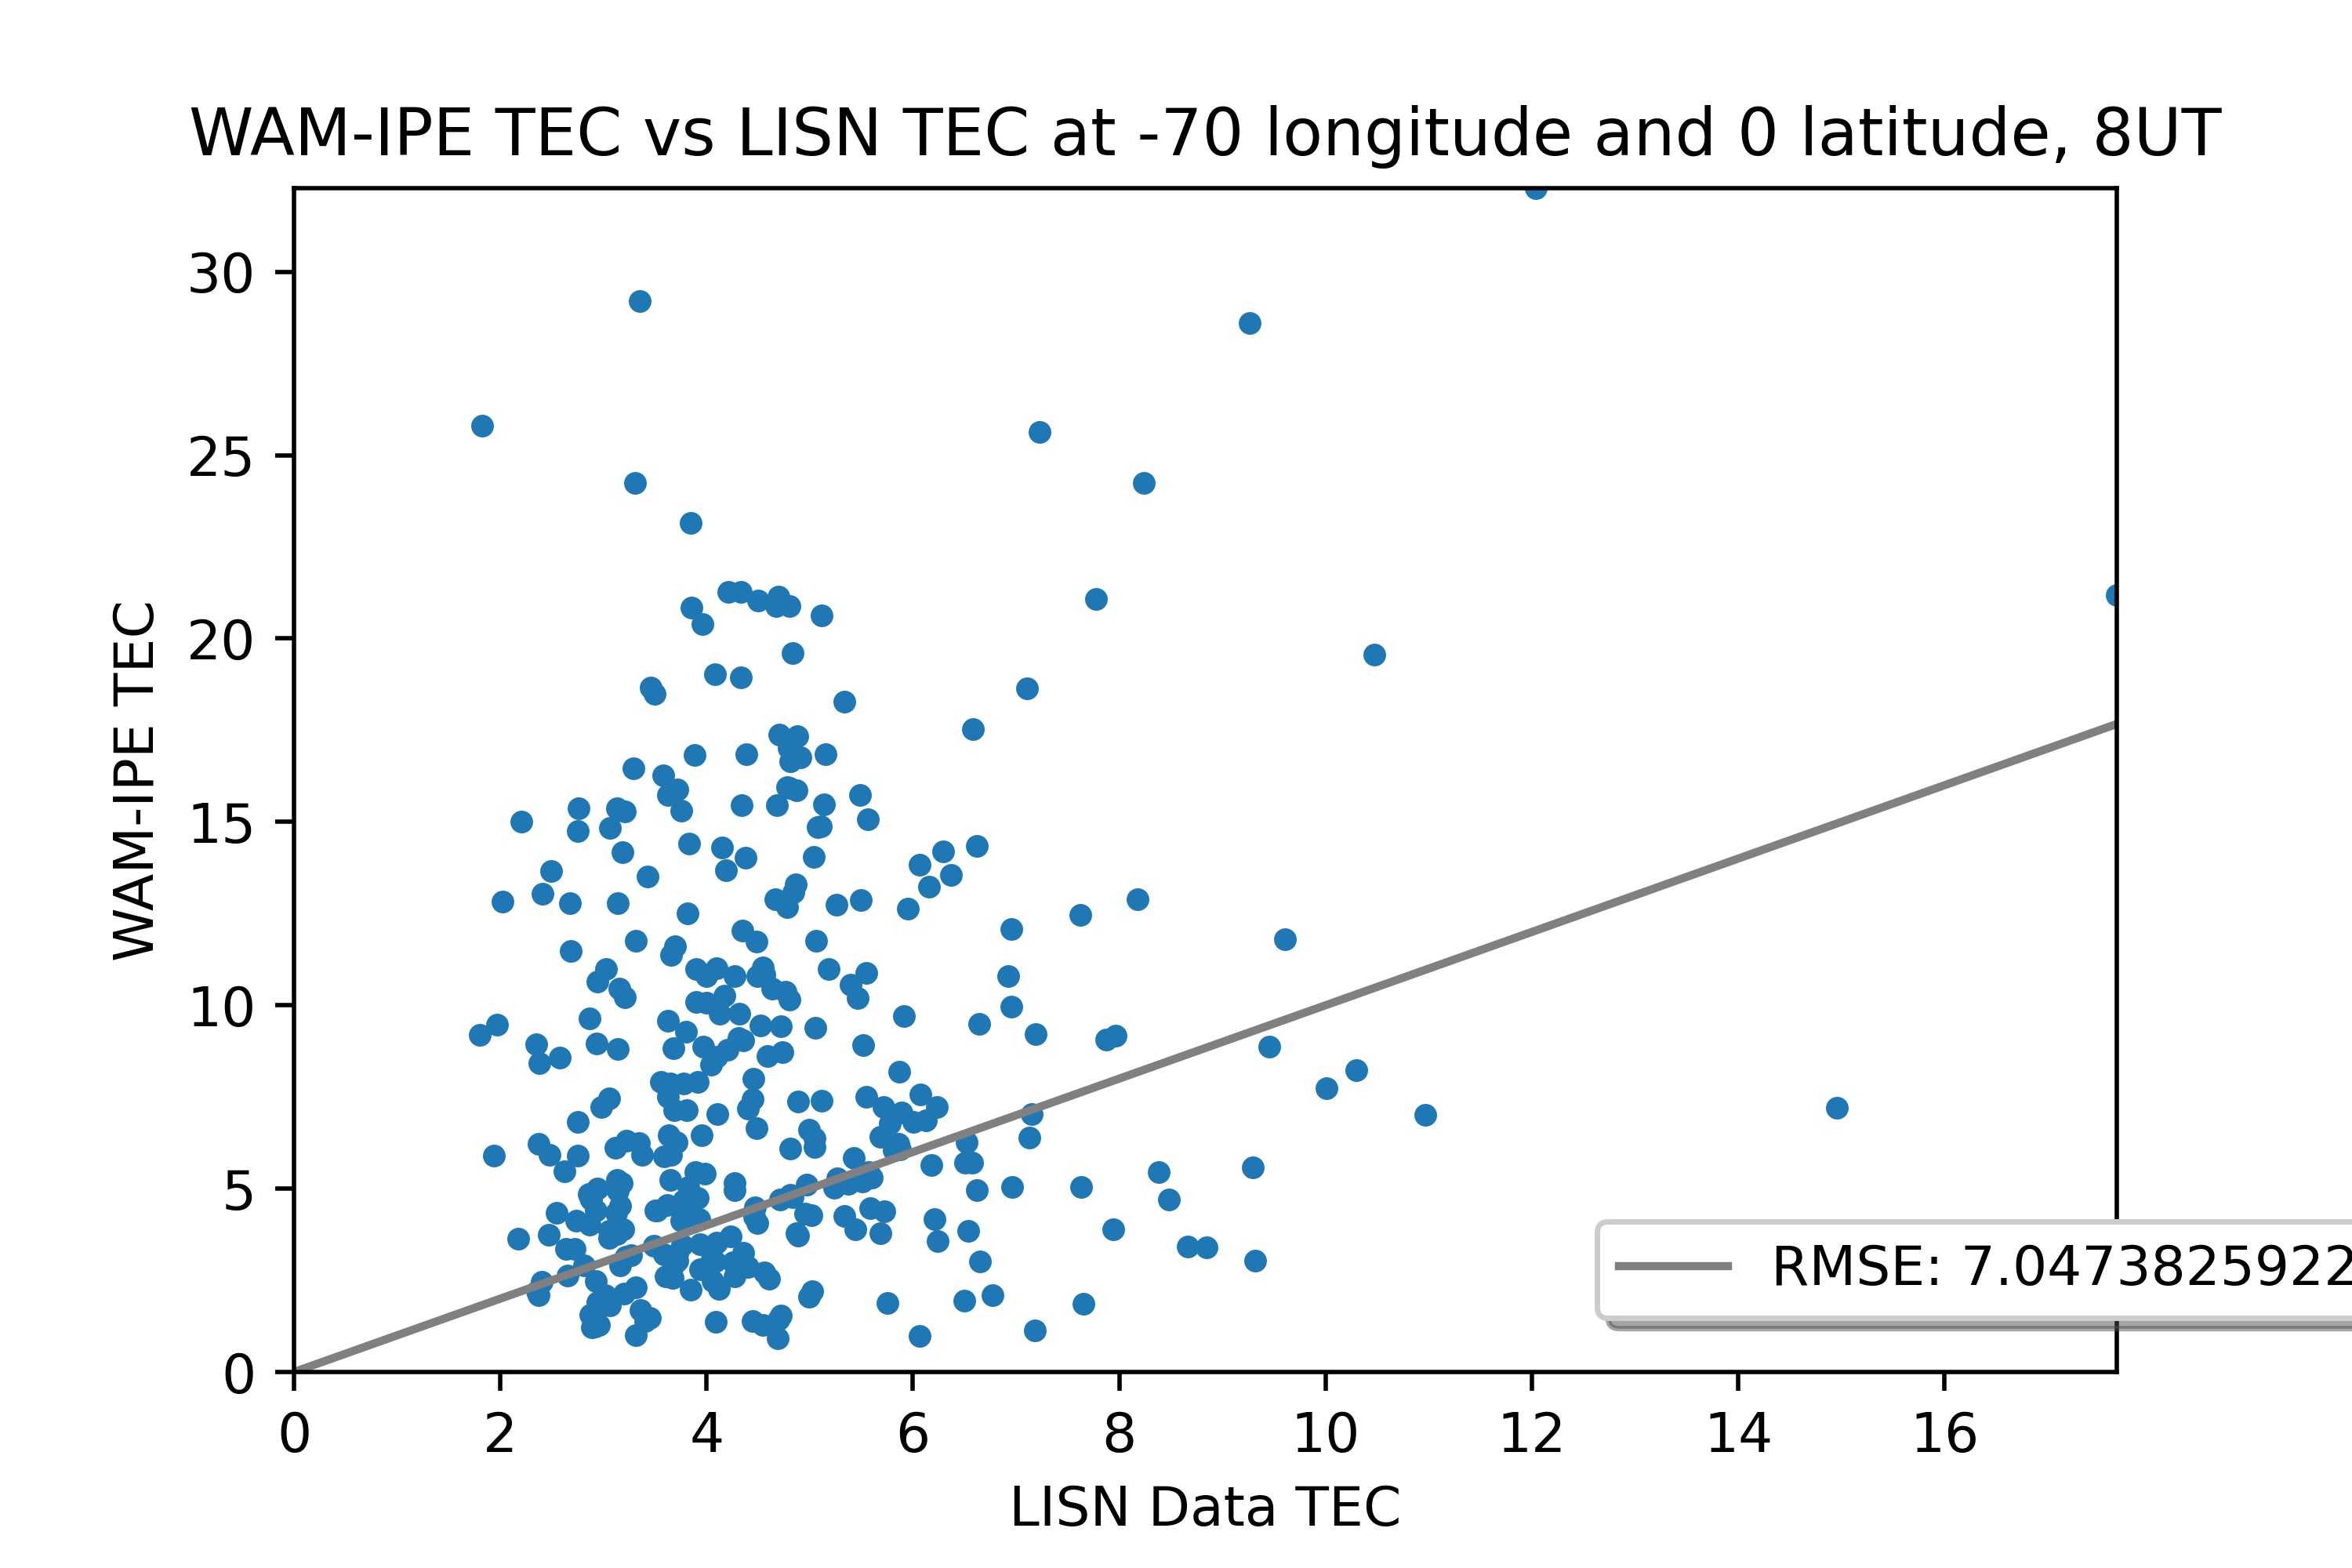 WAM-IPE TEC vs LISN TEC at -70 longitude and 0 latitude, 8UT
30
25
20
15
10
5
0
WAM-IPE TEC
RMSE: 7.0473825922
0 2 4 6 8 10 12 14 16
LISN Data TEC